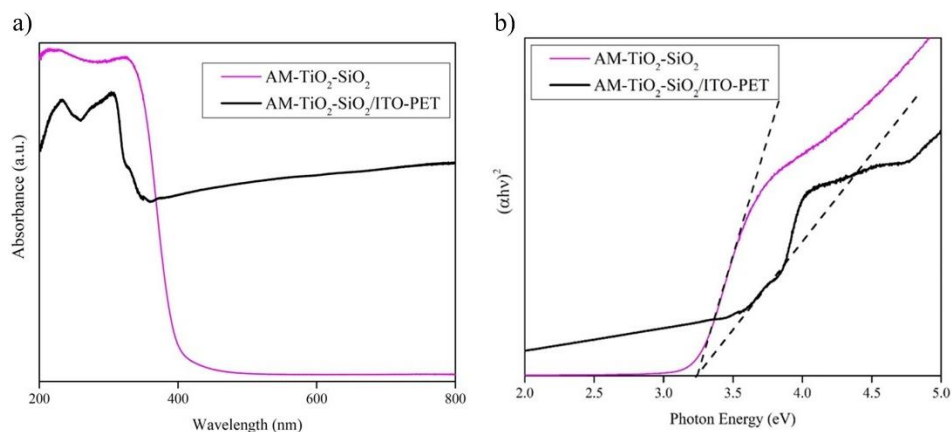 a)
Absorbance (a.u.)
AM-TiO₂-SiO₂
AM-TiO₂-SiO₂/ITO-PET
200
400
600
800
Wavelength (nm)
b)
(αhν)²
AM-TiO₂-SiO₂
AM-TiO₂-SiO₂/ITO-PET
2.0
2.5
3.0
3.5
4.0
4.5
5.0
Photon Energy (eV)